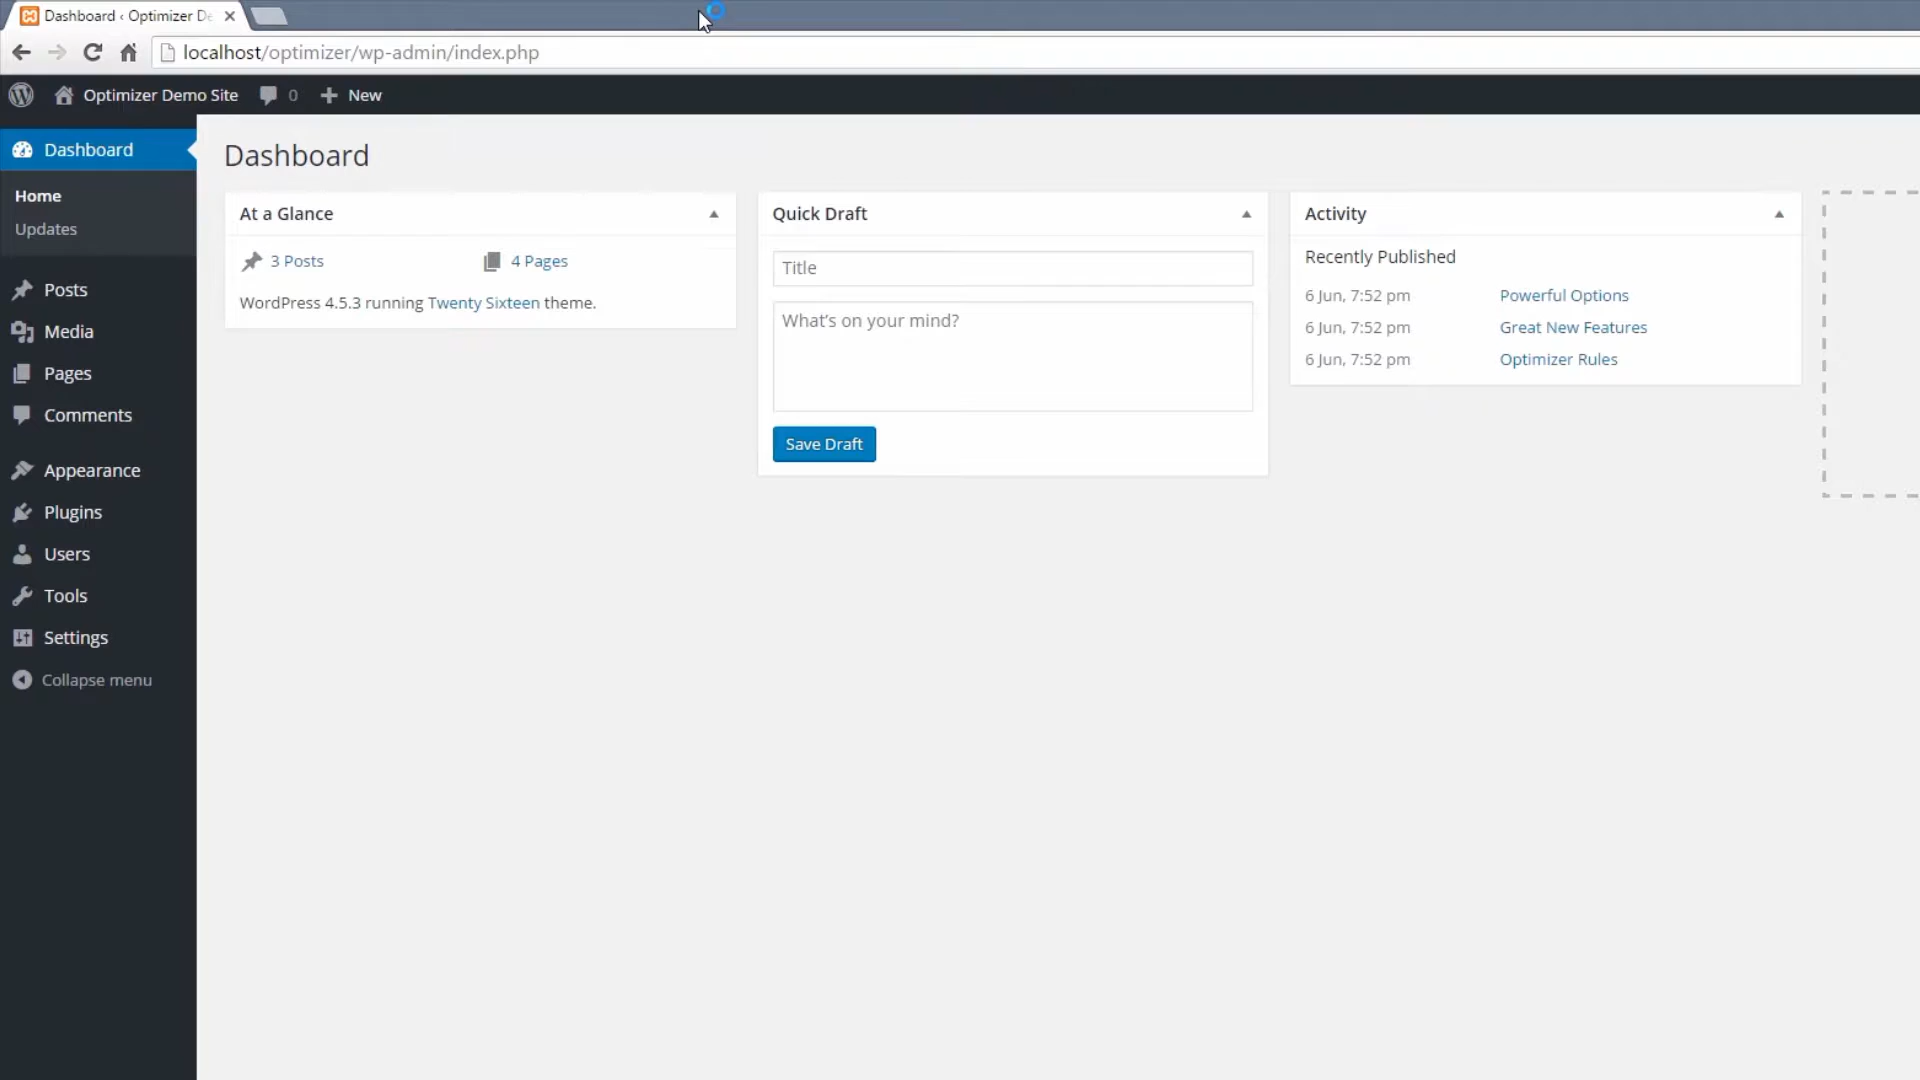 Dashboard ‹ Optimizer De
localhost/optimizer/wp-admin/index.php
Optimizer Demo Site 0 New
Dashboard
Home
Updates
Posts
Media
Pages
Comments
Appearance
Plugins
Users
Tools
Settings
Collapse menu
Dashboard
At a Glance
3 Posts 4 Pages
WordPress 4.5.3 running Twenty Sixteen theme.
Quick Draft
Title
What's on your mind?
Save Draft
Activity
Recently Published
6 Jun, 7:52 pm Powerful Options
6 Jun, 7:52 pm Great New Features
6 Jun, 7:52 pm Optimizer Rules